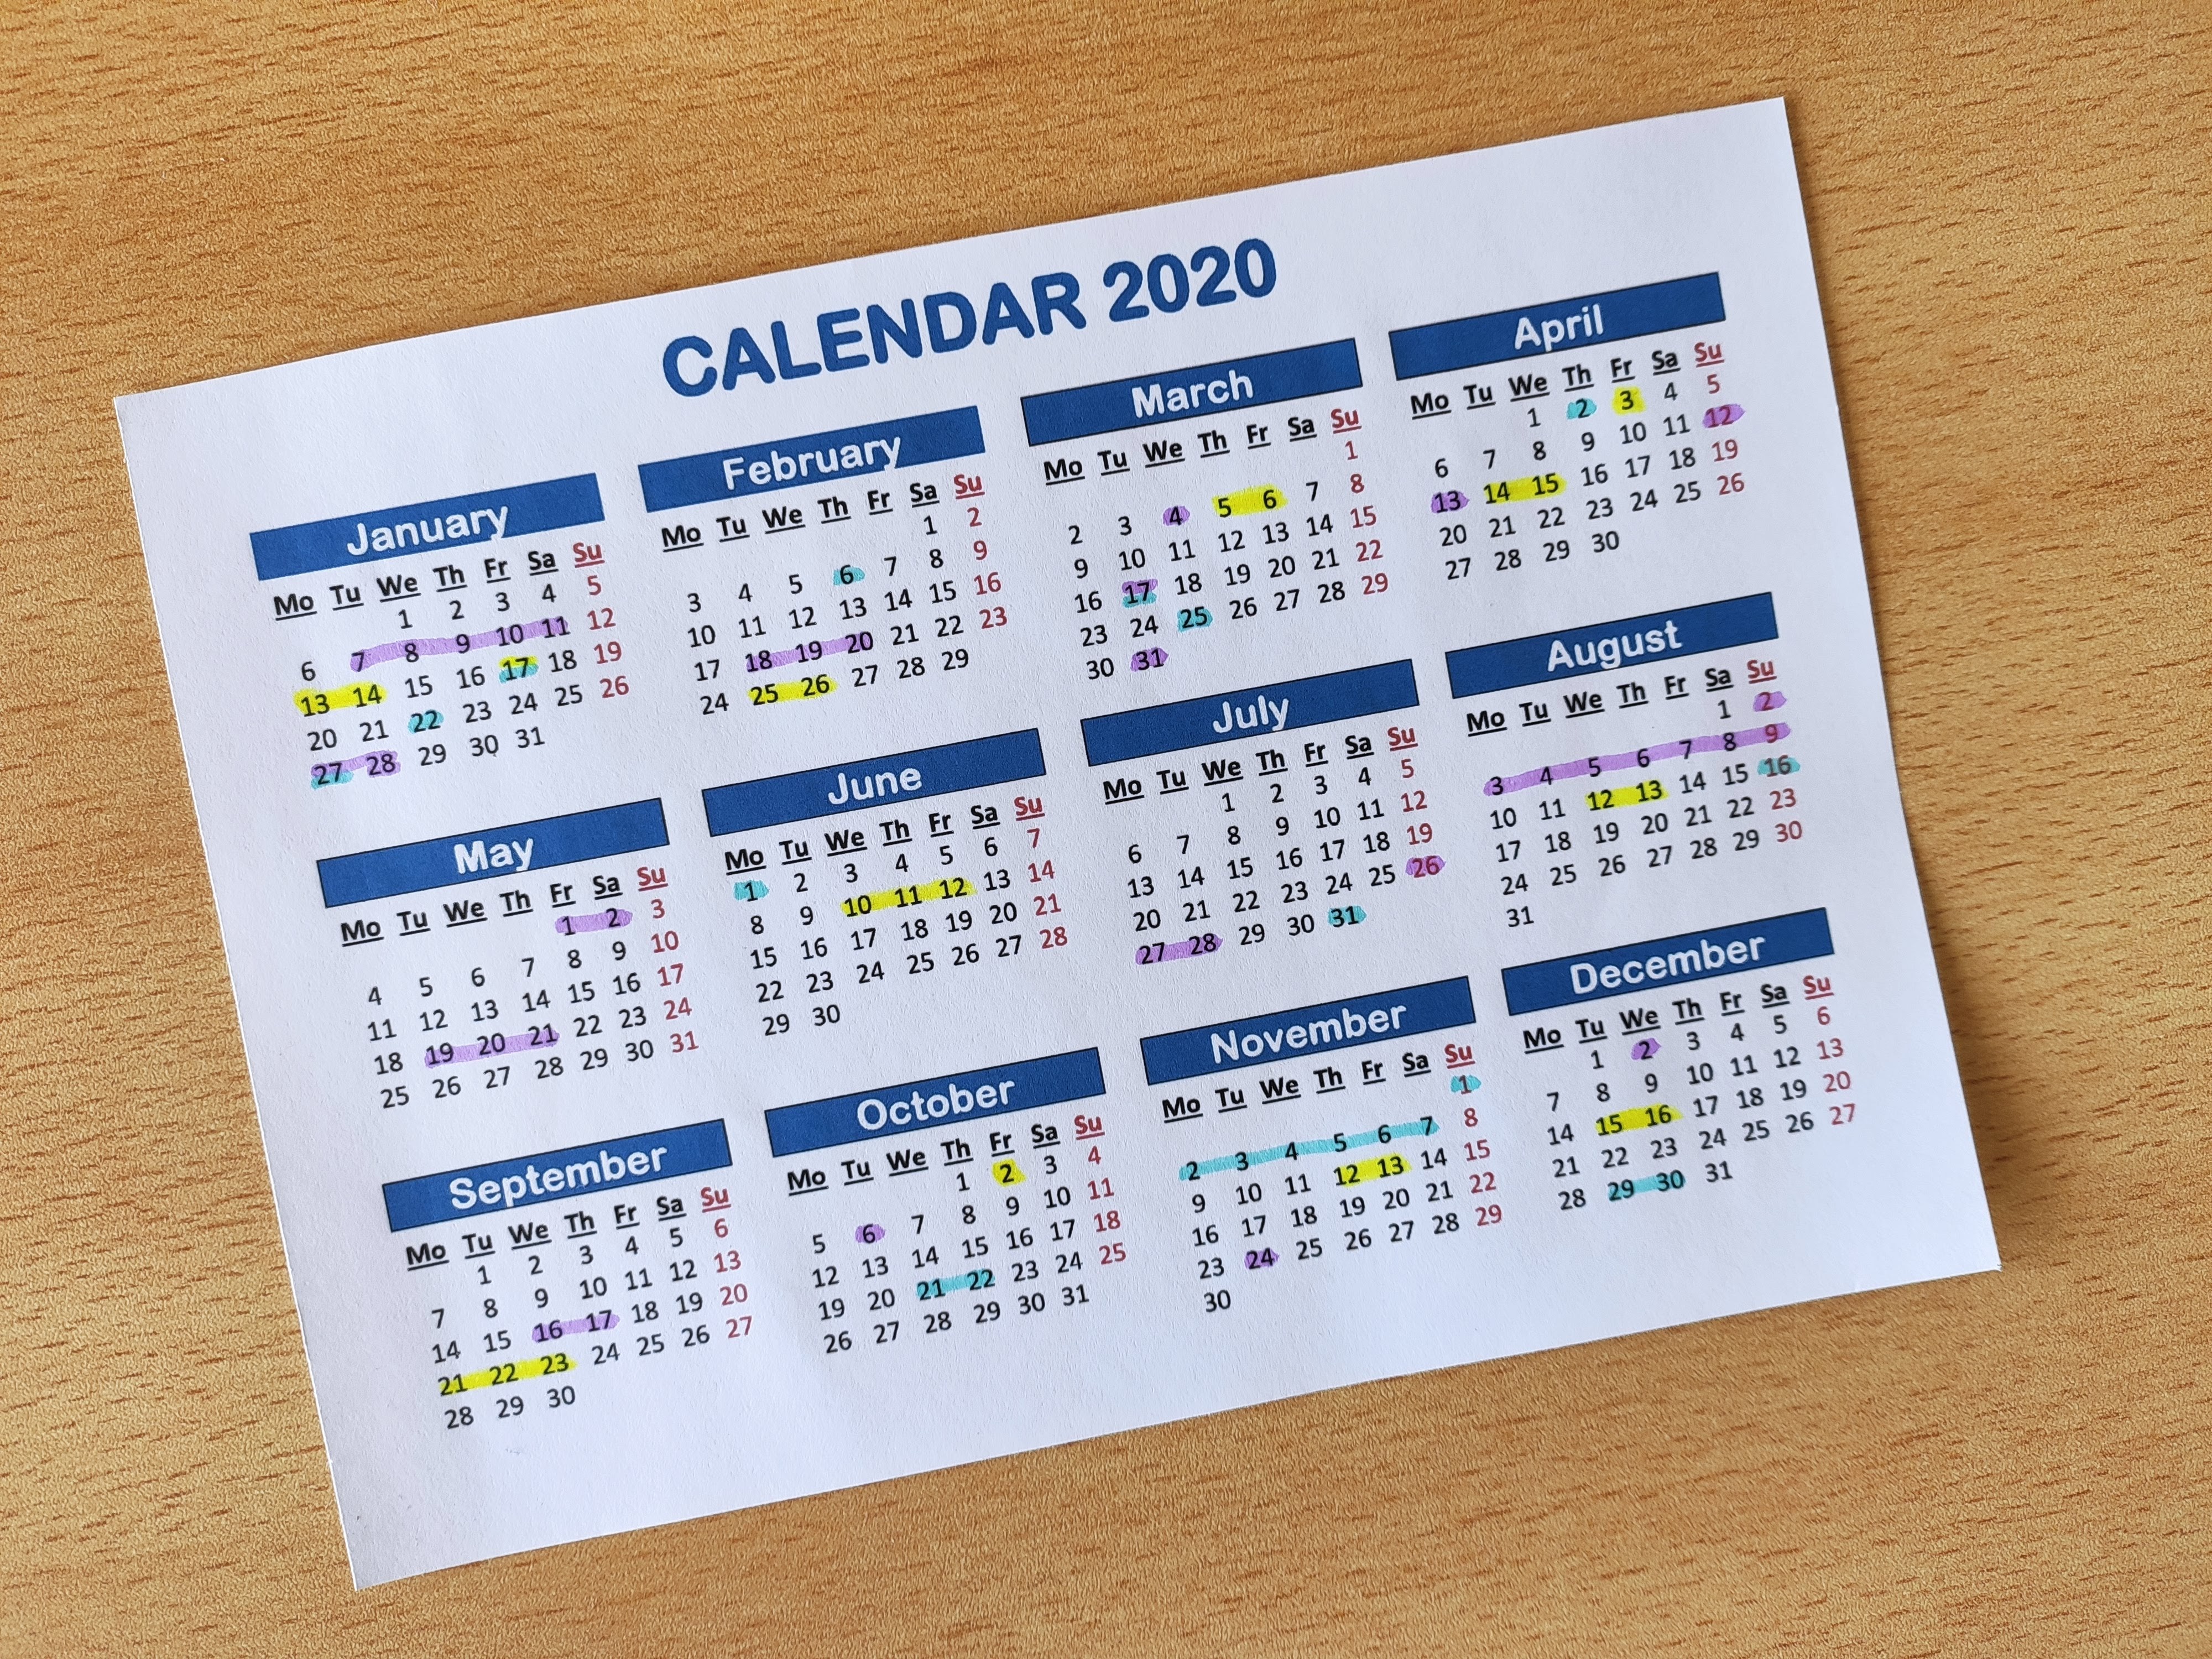 CALENDAR 2020
January
Mo Tu We Th Fr Sa Su
1 2 3 4 5
6 7 8 9 10 11 12
13 14 15 16 17 18 19
20 21 22 23 24 25 26
27 28 29 30 31
February
Mo Tu We Th Fr Sa Su
1 2
3 4 5 6 7 8 9
10 11 12 13 14 15 16
17 18 19 20 21 22 23
24 25 26 27 28 29
March
Mo Tu We Th Fr Sa Su
1
2 3 4 5 6 7 8
9 10 11 12 13 14 15
16 17 18 19 20 21 22
23 24 25 26 27 28 29
30 31
April
Mo Tu We Th Fr Sa Su
1 2 3 4 5
6 7 8 9 10 11 12
13 14 15 16 17 18 19
20 21 22 23 24 25 26
27 28 29 30
May
Mo Tu We Th Fr Sa Su
1 2 3
4 5 6 7 8 9 10
11 12 13 14 15 16 17
18 19 20 21 22 23 24
25 26 27 28 29 30 31
June
Mo Tu We Th Fr Sa Su
1 2 3 4 5 6 7
8 9 10 11 12 13 14
15 16 17 18 19 20 21
22 23 24 25 26 27 28
29 30
July
Mo Tu We Th Fr Sa Su
1 2 3 4 5
6 7 8 9 10 11 12
13 14 15 16 17 18 19
20 21 22 23 24 25 26
27 28 29 30 31
August
Mo Tu We Th Fr Sa Su
1 2
3 4 5 6 7 8 9
10 11 12 13 14 15 16
17 18 19 20 21 22 23
24 25 26 27 28 29 30
31
September
Mo Tu We Th Fr Sa Su
1 2 3 4 5 6
7 8 9 10 11 12 13
14 15 16 17 18 19 20
21 22 23 24 25 26 27
28 29 30
October
Mo Tu We Th Fr Sa Su
1 2 3 4
5 6 7 8 9 10 11
12 13 14 15 16 17 18
19 20 21 22 23 24 25
26 27 28 29 30 31
November
Mo Tu We Th Fr Sa Su
1
2 3 4 5 6 7 8
9 10 11 12 13 14 15
16 17 18 19 20 21 22
23 24 25 26 27 28 29
30
December
Mo Tu We Th Fr Sa Su
1 2 3 4 5 6
7 8 9 10 11 12 13
14 15 16 17 18 19 20
21 22 23 24 25 26 27
28 29 30 31